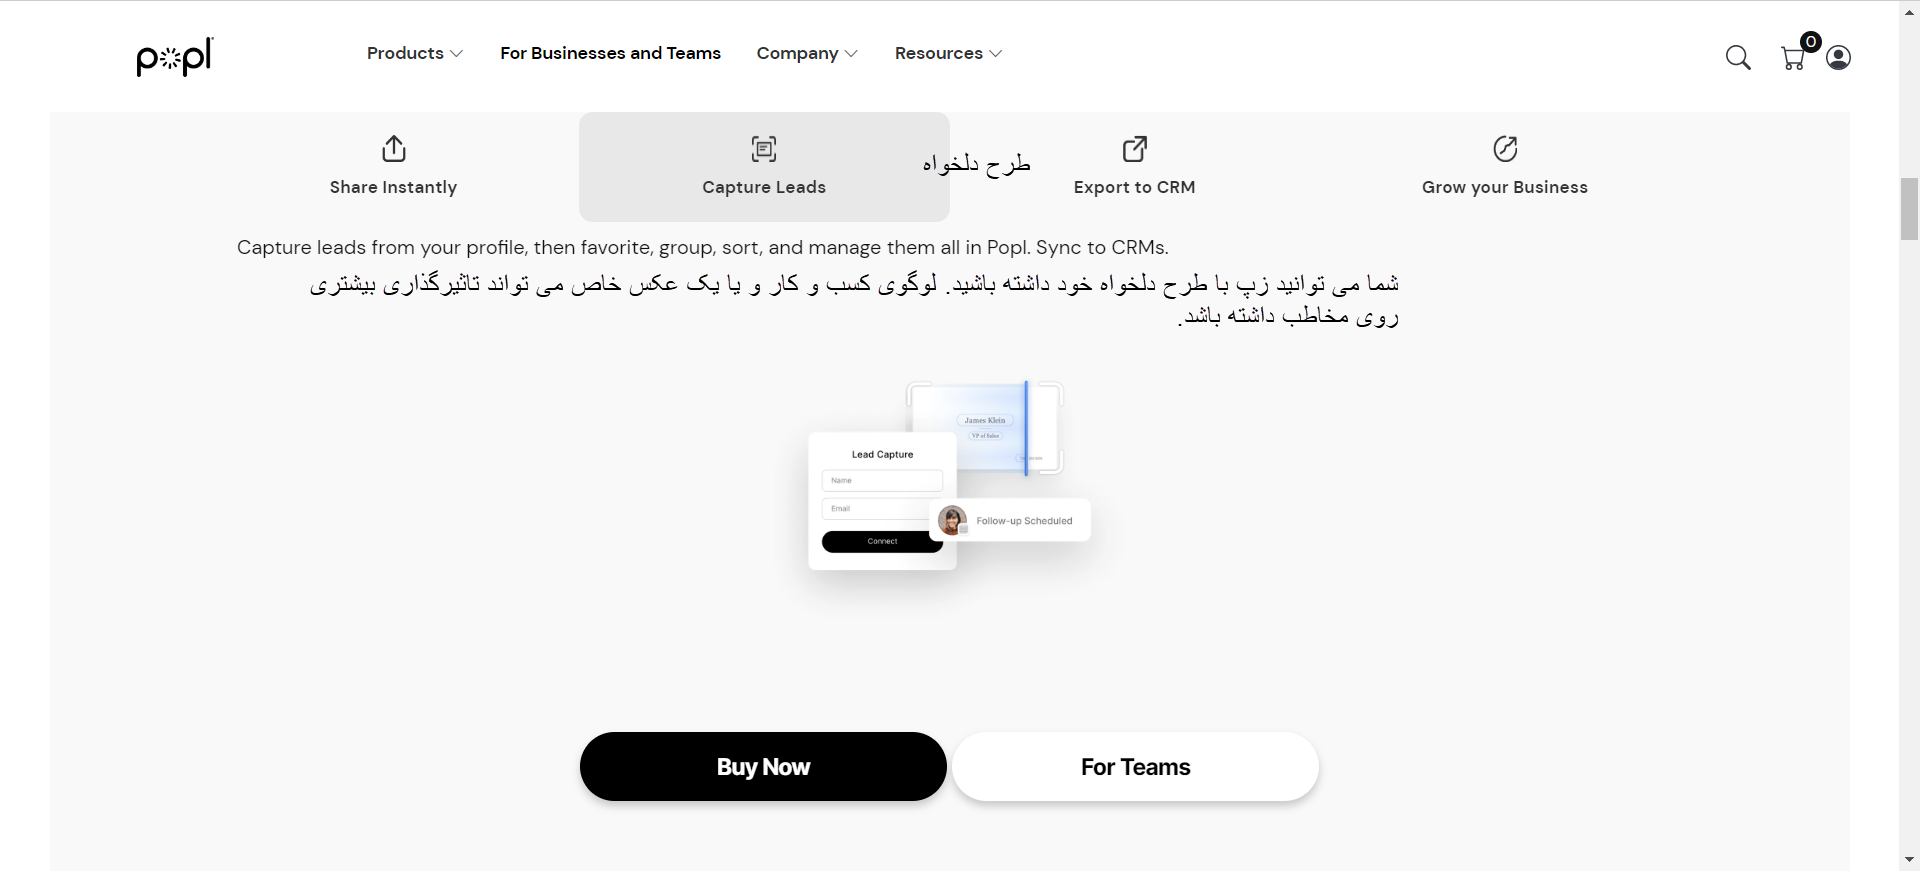 popl
Products
For Businesses and Teams
Company
Resources
0
Share Instantly
Capture Leads
طرح دلخواه
Export to CRM
Grow your Business
Capture leads from your profile, then favorite, group, sort, and manage them all in Popl. Sync to CRMs.
شما می توانید زپ با طرح دلخواه خود داشته باشید. لوگوی کسب و کار و یا یک عکس خاص می تواند تاثیرگذاری بیشتری
روی مخاطب داشته باشد.
James Klein
VP of Sales
Lead Capture
Name
Email
Follow-up Scheduled
Connect
Buy Now
For Teams